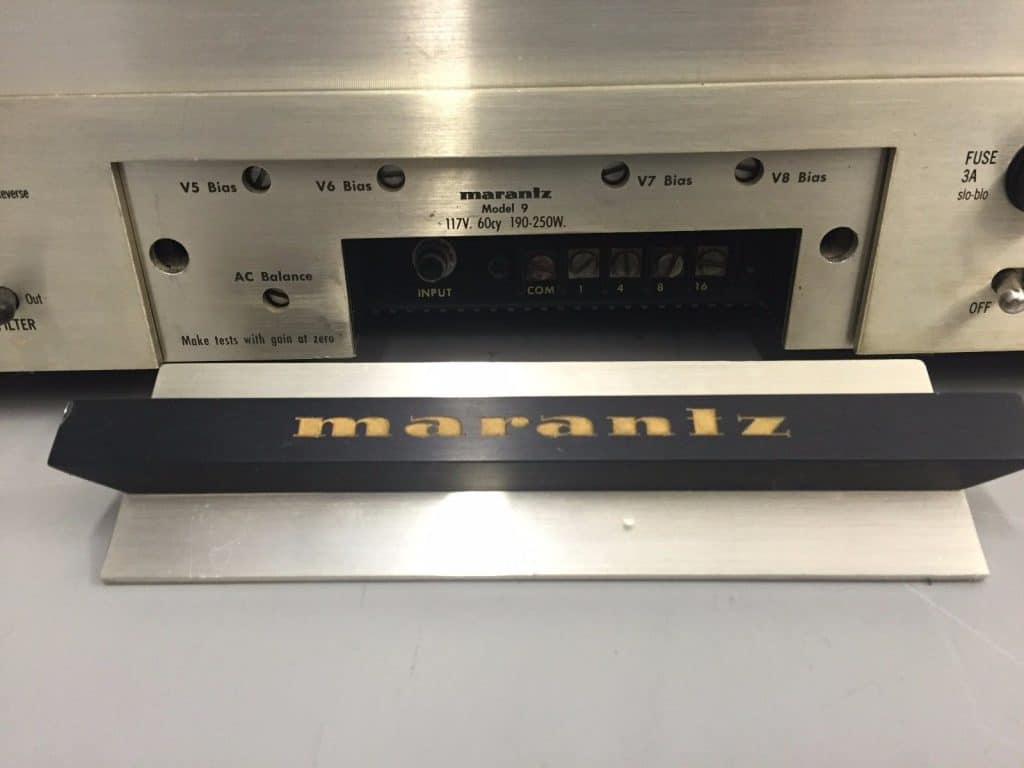 FUSE
3A
slo-blo
V5 Bias V6 Bias V7 Bias V8 Bias
marantz
Model 9
117V. 60cy 190-250W.
AC Balance
INPUT COM 1 4 8 16
Out
FILTER
OFF
Make tests with gain at zero
marantz